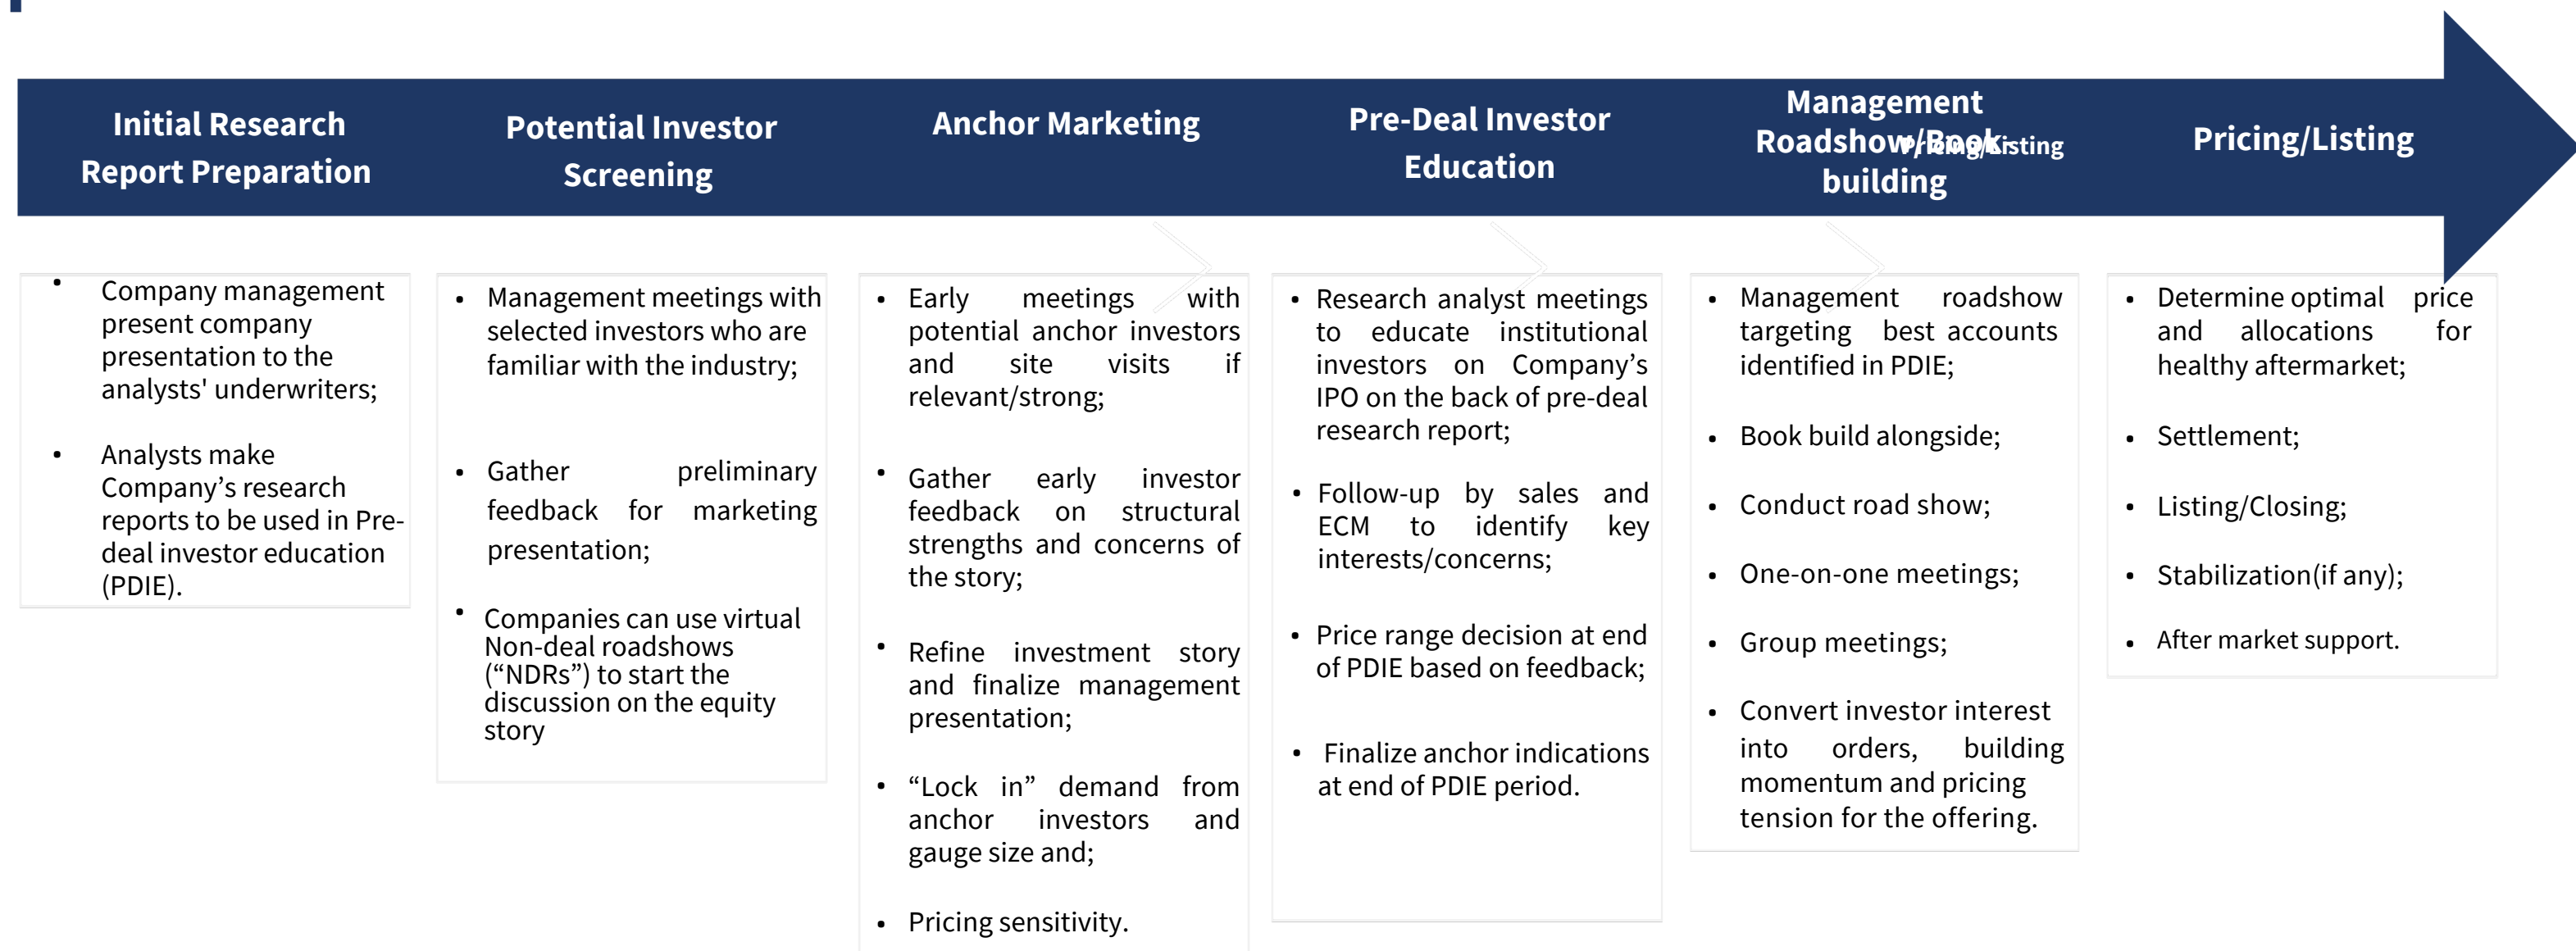 Initial Research
Report Preparation
Potential Investor
Screening
Anchor Marketing
Pre-Deal Investor
Education
Management
Roadshow/Book-
building
Pricing/Listing
Pricing/Listing
• Company management
present company
presentation to the
analysts' underwriters;
• Analysts make
Company’s research
reports to be used in Pre-
deal investor education
(PDIE).
• Management meetings with
selected investors who are
familiar with the industry;
• Gather preliminary
feedback for marketing
presentation;
• Companies can use virtual
Non-deal roadshows
(“NDRs”) to start the
discussion on the equity
story
• Early meetings with
potential anchor investors
and site visits if
relevant/strong;
• Gather early investor
feedback on structural
strengths and concerns of
the story;
• Refine investment story
and finalize management
presentation;
• “Lock in” demand from
anchor investors and
gauge size and;
• Pricing sensitivity.
• Research analyst meetings
to educate institutional
investors on Company’s
IPO on the back of pre-deal
research report;
• Follow-up by sales and
ECM to identify key
interests/concerns;
• Price range decision at end
of PDIE based on feedback;
• Finalize anchor indications
at end of PDIE period.
• Management roadshow
targeting best accounts
identified in PDIE;
• Book build alongside;
• Conduct road show;
• One-on-one meetings;
• Group meetings;
• Convert investor interest
into orders, building
momentum and pricing
tension for the offering.
• Determine optimal price
and allocations for
healthy aftermarket;
• Settlement;
• Listing/Closing;
• Stabilization(if any);
• After market support.